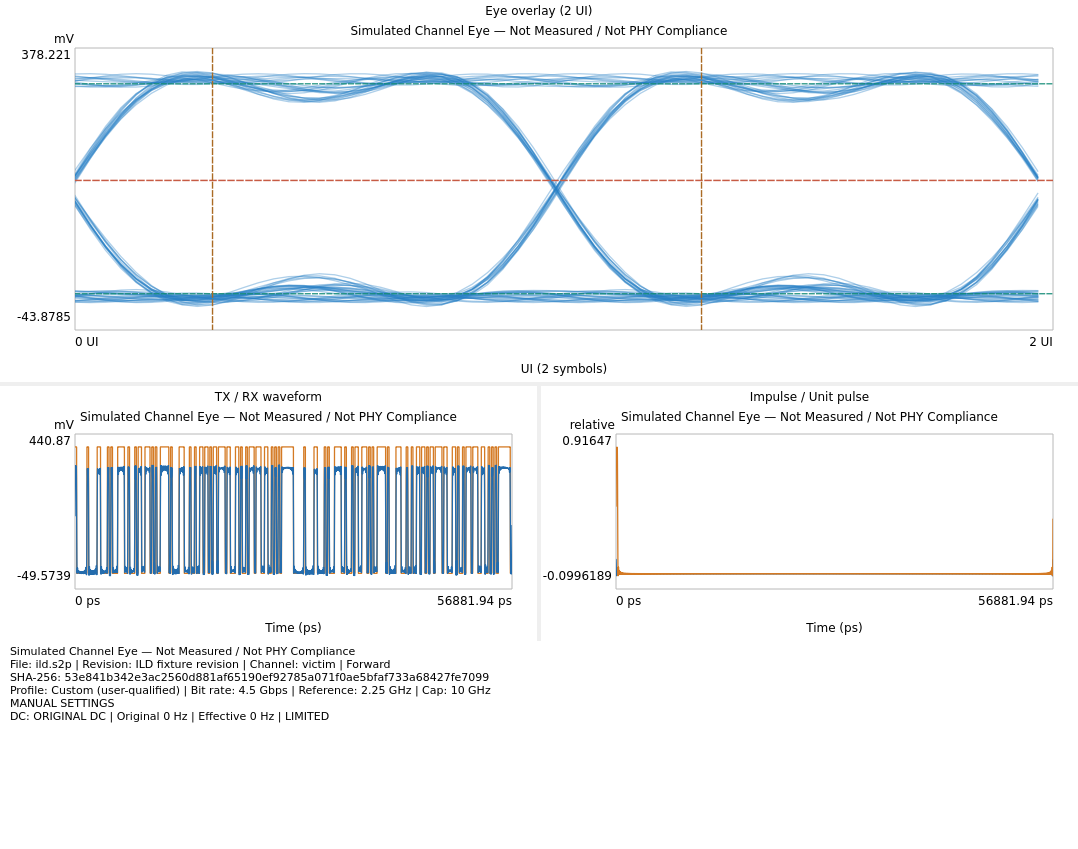 Eye overlay (2 UI)
Simulated Channel Eye — Not Measured / Not PHY Compliance
mV
378.221
-43.8785
0 UI
2 UI
UI (2 symbols)
TX / RX waveform
Simulated Channel Eye — Not Measured / Not PHY Compliance
mV
440.87
-49.5739
0 ps
56881.94 ps
Time (ps)
Impulse / Unit pulse
Simulated Channel Eye — Not Measured / Not PHY Compliance
relative
0.91647
-0.0996189
0 ps
56881.94 ps
Time (ps)
Simulated Channel Eye — Not Measured / Not PHY Compliance
File: ild.s2p | Revision: ILD fixture revision | Channel: victim | Forward
SHA-256: 53e841b342e3ac2560d881af65190ef92785a071f0ae5bfaf733a68427fe7099
Profile: Custom (user-qualified) | Bit rate: 4.5 Gbps | Reference: 2.25 GHz | Cap: 10 GHz
MANUAL SETTINGS
DC: ORIGINAL DC | Original 0 Hz | Effective 0 Hz | LIMITED